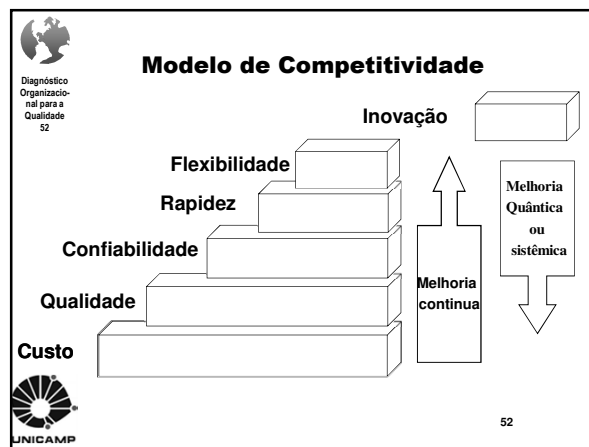 Modelo de Competitividade
Diagnóstico
Organizacio-
nal para a
Qualidade
52
Inovação
Flexibilidade
Rapidez
Confiabilidade
Qualidade
Custo
Melhoria
continua
Melhoria
Quântica
ou
sistêmica
UNICAMP
52